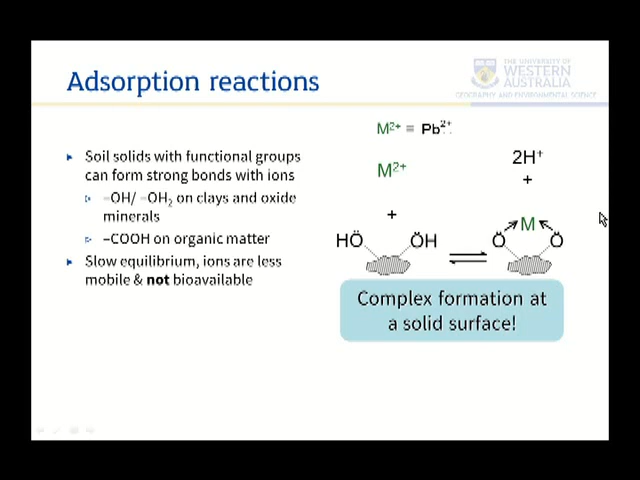 Adsorption reactions
THE UNIVERSITY OF
WESTERN
AUSTRALIA
GEOGRAPHY AND ENVIRONMENTAL SCIENCE
Soil solids with functional groups
can form strong bonds with ions
–OH/ –OH₂ on clays and oxide
minerals
–COOH on organic matter
Slow equilibrium, ions are less
mobile & not bioavailable
M²⁺ = Pb²⁺
M²⁺
2H⁺
+
+
M
HÖ ÖH
Ö Ö
Complex formation at
a solid surface!